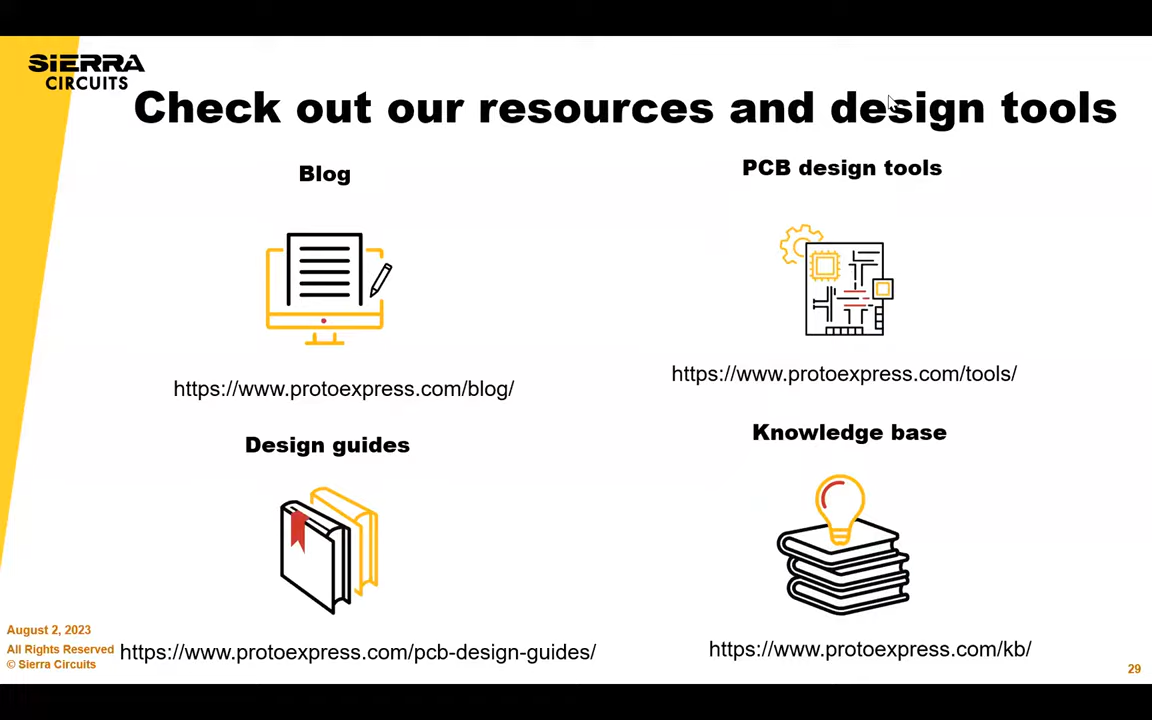 SIERRA
CIRCUITS
Check out our resources and design tools
Blog
PCB design tools
https://www.protoexpress.com/blog/
https://www.protoexpress.com/tools/
Design guides
Knowledge base
August 2, 2023
All Rights Reserved
© Sierra Circuits
https://www.protoexpress.com/pcb-design-guides/
https://www.protoexpress.com/kb/
29